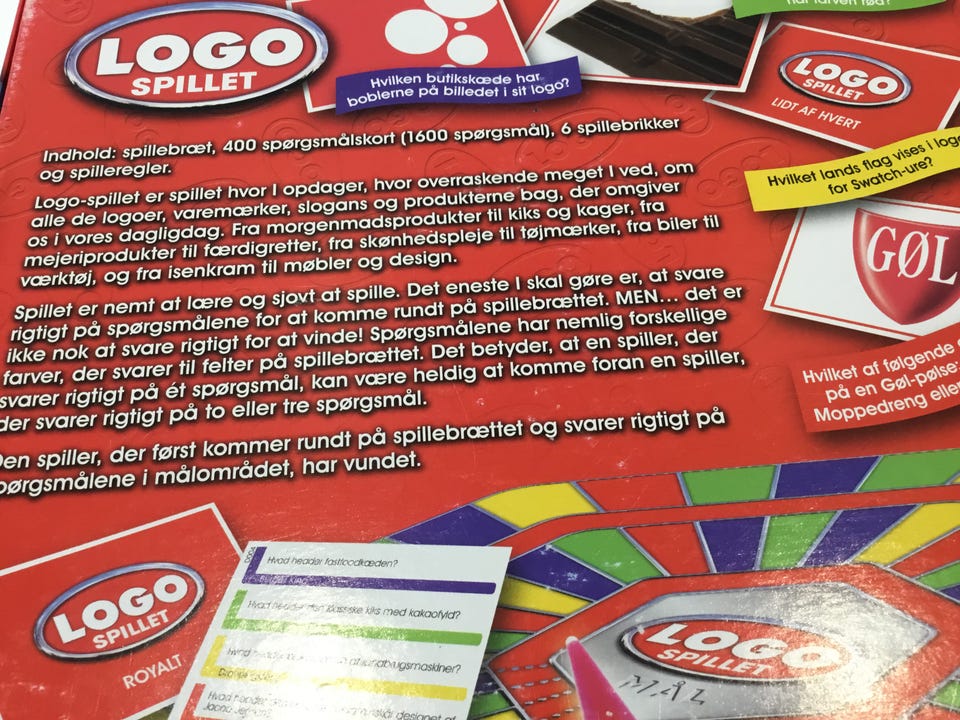 har farven rød?
LOGO
SPILLET
Hvilken butikskæde har
boblerne på billedet i sit logo?
LOGO
SPILLET
LIDT AF HVERT
Hvilket lands flag vises i logo
for Swatch-ure?
GØL
Hvilket af følgende
på en Gøl-pølse:
Moppedreng eller
Indhold: spillebræt, 400 spørgsmålskort (1600 spørgsmål), 6 spillebrikker
og spilleregler.
Logo-spillet er spillet hvor I opdager, hvor overraskende meget I ved, om
alle de logoer, varemærker, slogans og produkterne bag, der omgiver
os i vores dagligdag. Fra morgenmadsprodukter til kiks og kager, fra
mejeriprodukter til færdigretter, fra skønhedspleje til tøjmærker, fra biler til
værktøj, og fra isenkram til møbler og design.
Spillet er nemt at lære og sjovt at spille. Det eneste I skal gøre er, at svare
rigtigt på spørgsmålene for at komme rundt på spillebrættet. MEN... det er
ikke nok at svare rigtigt for at vinde! Spørgsmålene har nemlig forskellige
farver, der svarer til felter på spillebrættet. Det betyder, at en spiller, der
svarer rigtigt på ét spørgsmål, kan være heldig at komme foran en spiller,
der svarer rigtigt på to eller tre spørgsmål.
Den spiller, der først kommer rundt på spillebrættet og svarer rigtigt på
spørgsmålene i målområdet, har vundet.
LOGO
SPILLET
ROYALT
Hvad hedder fastfoodkæden?
Hvad hedder den klassiske kiks med kakaofyld?
LOGO
SPILLET
MÅL